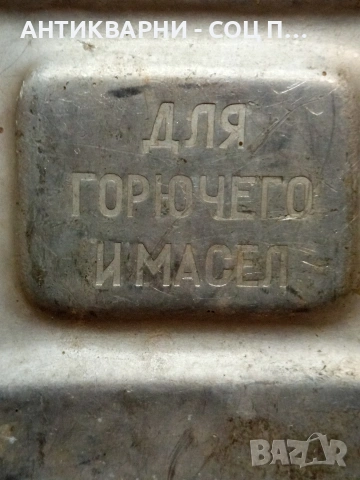 АНТИКВАРНИ - СОЦ П...
ДЛЯ
ГОРЮЧЕГО
И МАСЕЛ
BAZAR